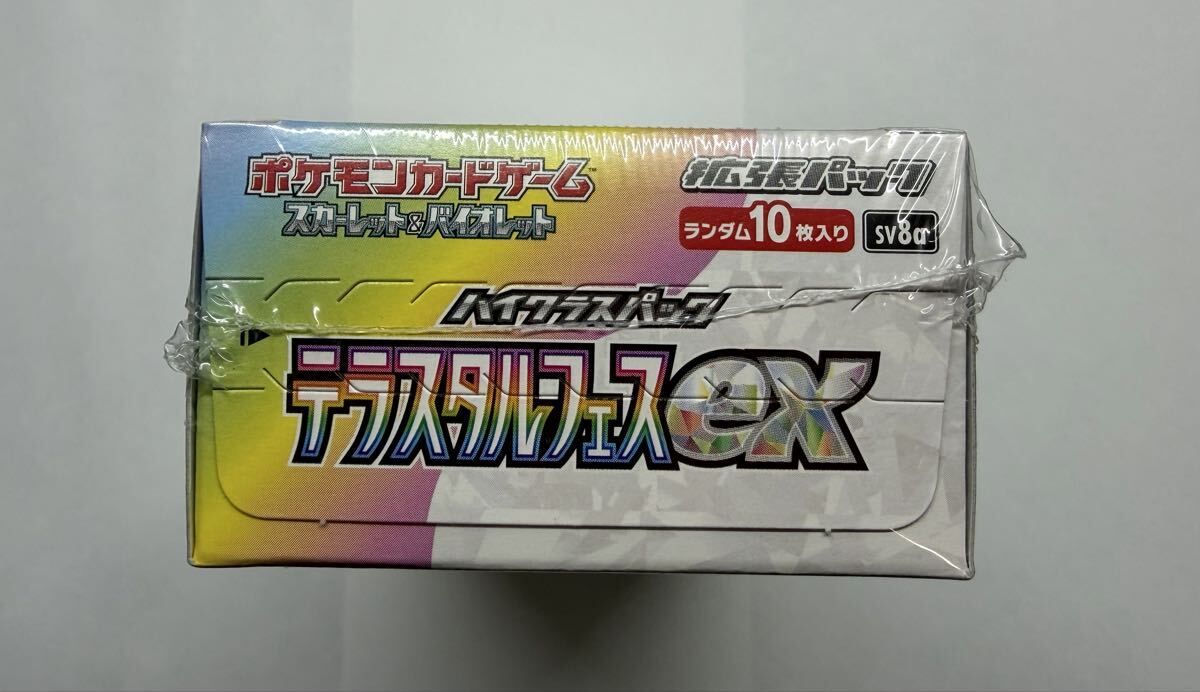 ポケモンカードゲーム™
スカーレット&バイオレット
拡張パック
ランダム10枚入り
SV8a
ハイクラスパック
テラスタルフェスex